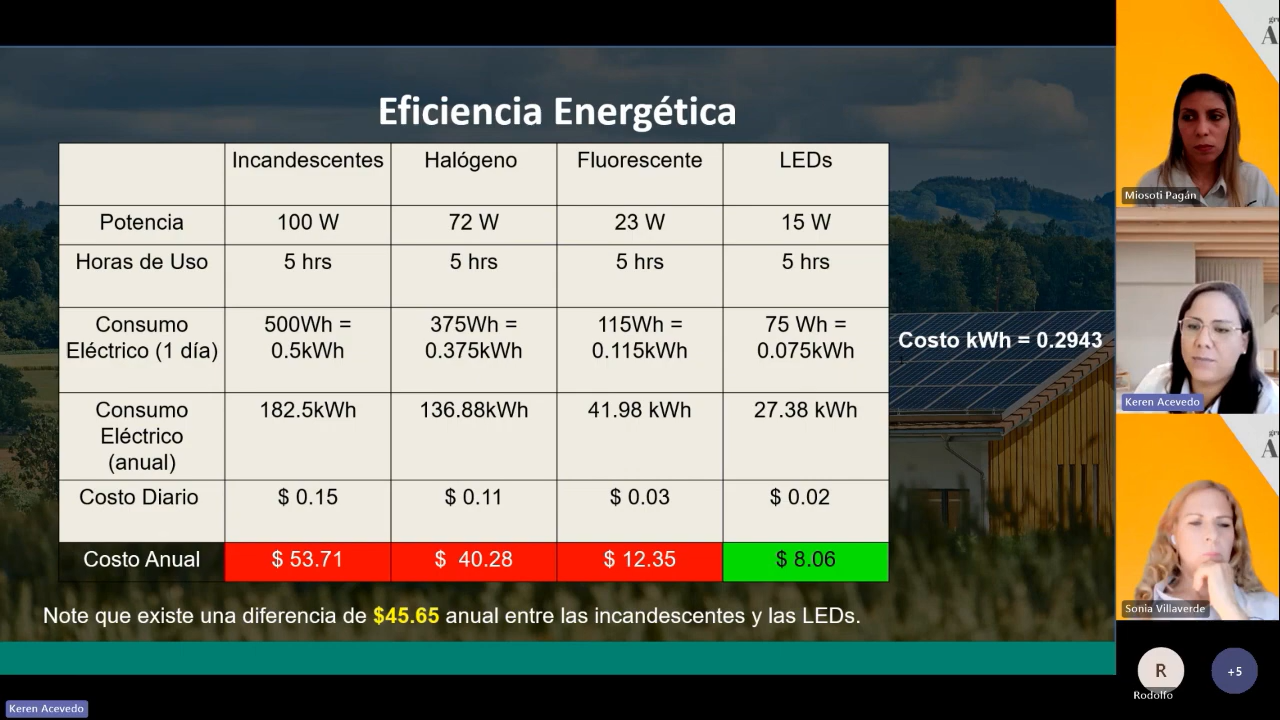 Eficiencia Energética
Incandescentes Halógeno Fluorescente LEDs
Potencia 100 W 72 W 23 W 15 W
Horas de Uso 5 hrs 5 hrs 5 hrs 5 hrs
Consumo 500Wh = 375Wh = 115Wh = 75 Wh =
Eléctrico (1 día) 0.5kWh 0.375kWh 0.115kWh 0.075kWh
Consumo 182.5kWh 136.88kWh 41.98 kWh 27.38 kWh
Eléctrico
(anual)
Costo Diario $ 0.15 $ 0.11 $ 0.03 $ 0.02
Costo Anual $ 53.71 $ 40.28 $ 12.35 $ 8.06
Costo kWh = 0.2943
Note que existe una diferencia de $45.65 anual entre las incandescentes y las LEDs.
Keren Acevedo
Miosoti Pagán
Keren Acevedo
Sonia Villaverde
R
Rodolfo
+5